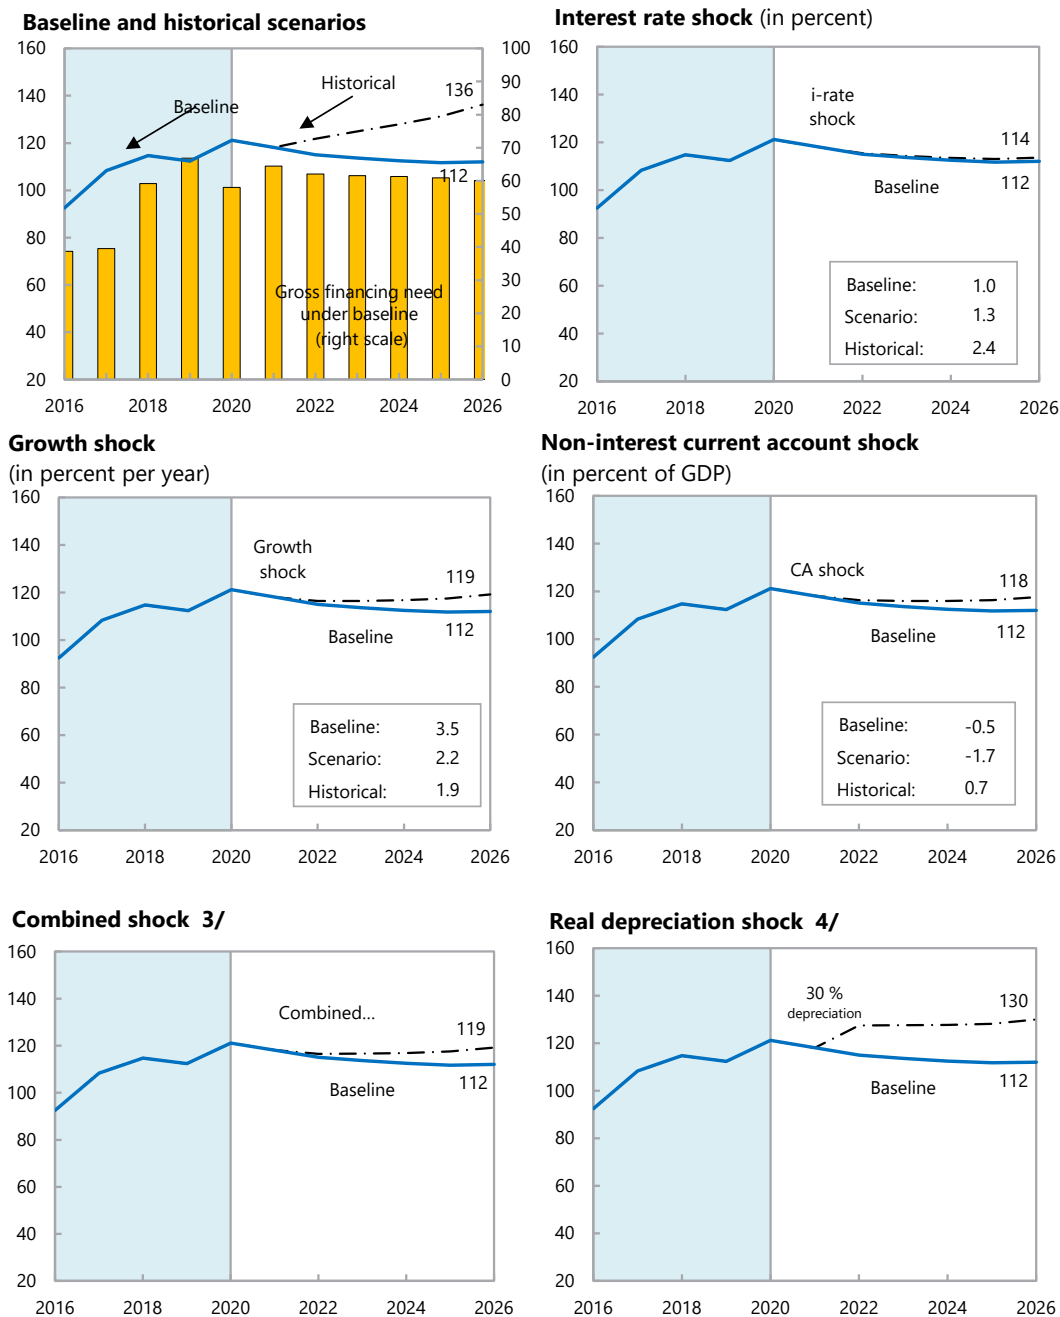 Baseline and historical scenarios
160
140
120
100
80
60
40
20
100
90
80
70
60
50
40
30
20
10
0
Baseline
Historical
136
112
Gross financing need
under baseline
(right scale)
2016 2018 2020 2022 2024 2026
Interest rate shock (in percent)
160
140
120
100
80
60
40
20
i-rate
shock
114
112
Baseline
Baseline: 1.0
Scenario: 1.3
Historical: 2.4
2016 2018 2020 2022 2024 2026
Growth shock
(in percent per year)
160
140
120
100
80
60
40
20
Growth
shock
119
112
Baseline
Baseline: 3.5
Scenario: 2.2
Historical: 1.9
2016 2018 2020 2022 2024 2026
Non-interest current account shock
(in percent of GDP)
160
140
120
100
80
60
40
20
CA shock
118
112
Baseline
Baseline: -0.5
Scenario: -1.7
Historical: 0.7
2016 2018 2020 2022 2024 2026
Combined shock 3/
160
140
120
100
80
60
40
20
Combined...
119
112
Baseline
2016 2018 2020 2022 2024 2026
Real depreciation shock 4/
160
140
120
100
80
60
40
20
30 %
depreciation
130
112
Baseline
2016 2018 2020 2022 2024 2026